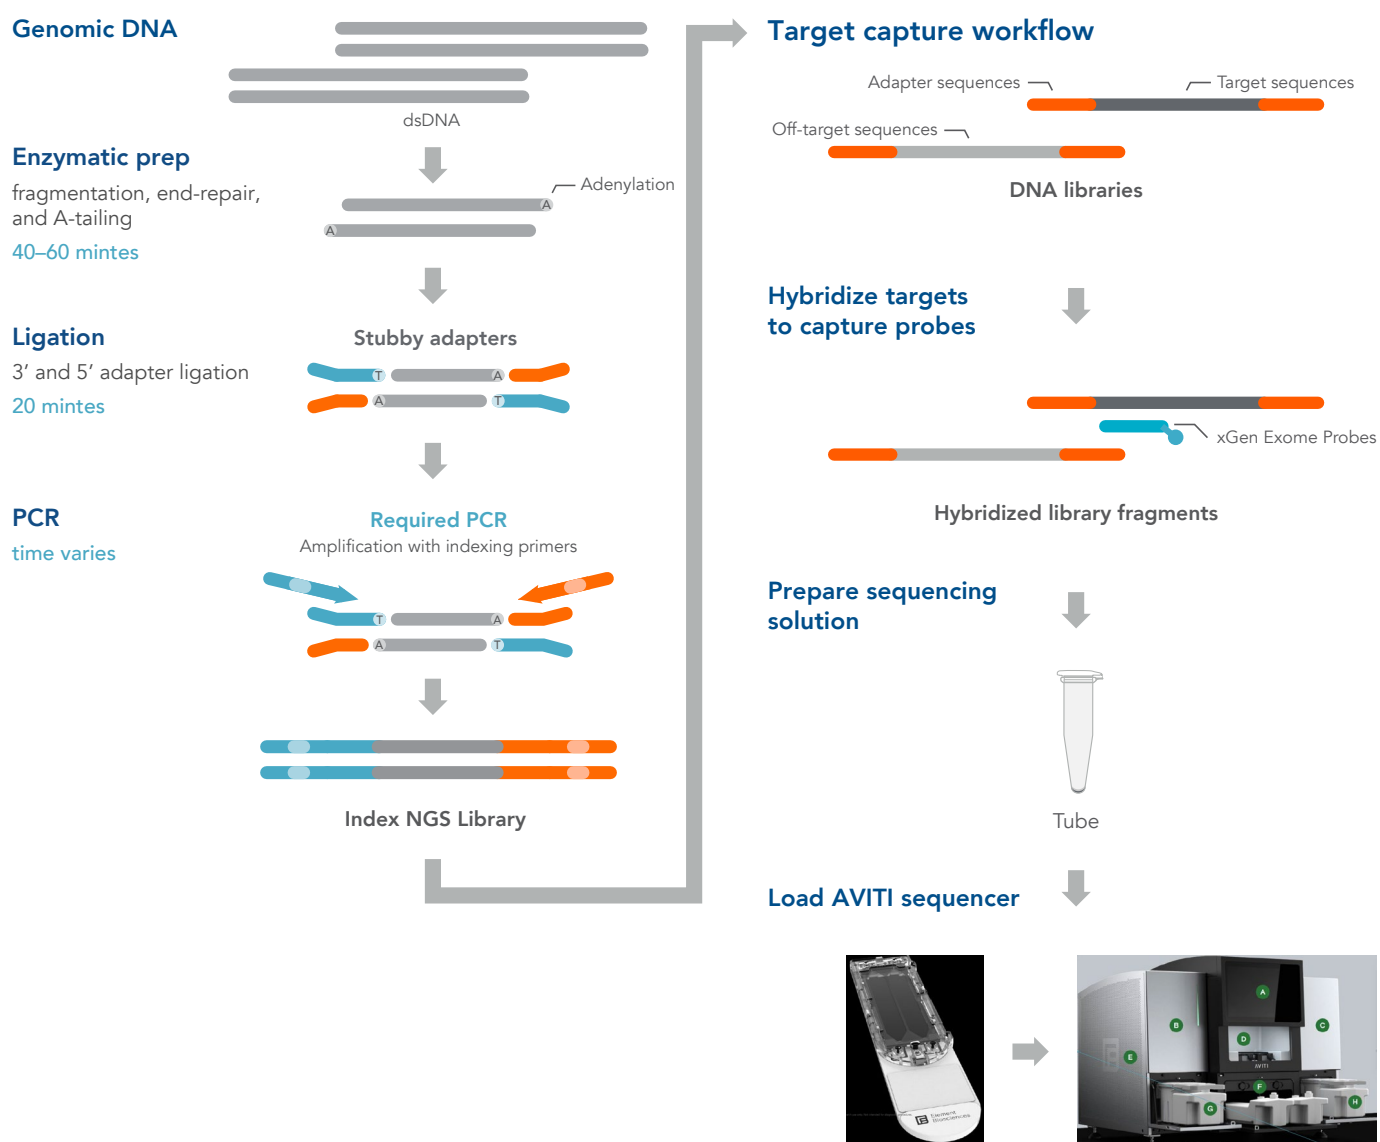 Genomic DNA
dsDNA
Enzymatic prep
fragmentation, end-repair,
and A-tailing
40–60 mintes
Adenylation
A
A
Ligation
3′ and 5′ adapter ligation
20 mintes
Stubby adapters
T A
A T
PCR
time varies
Required PCR
Amplification with indexing primers
T A
A T
Index NGS Library
Target capture workflow
Adapter sequences
Target sequences
Off-target sequences
DNA libraries
Hybridize targets
to capture probes
xGen Exome Probes
Hybridized library fragments
Prepare sequencing
solution
Tube
Load AVITI sequencer
Element
Biosciences
A
B
C
D
E
AVITI
F
G
H
D